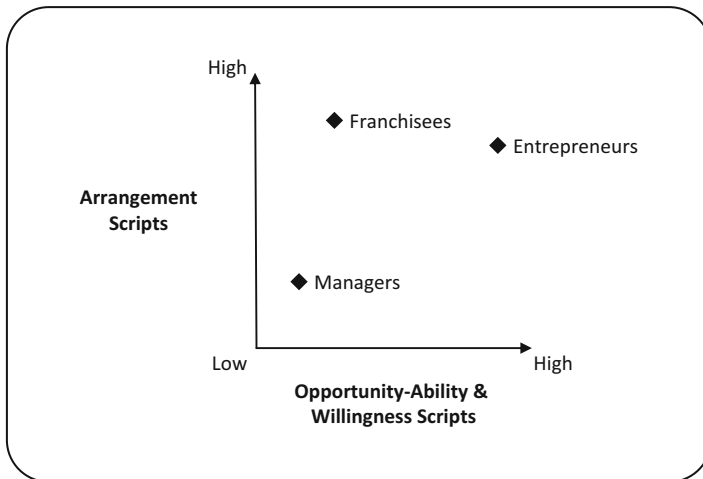 High
Franchisees
Entrepreneurs
Arrangement
Scripts
Managers
Low
High
Opportunity-Ability &
Willingness Scripts